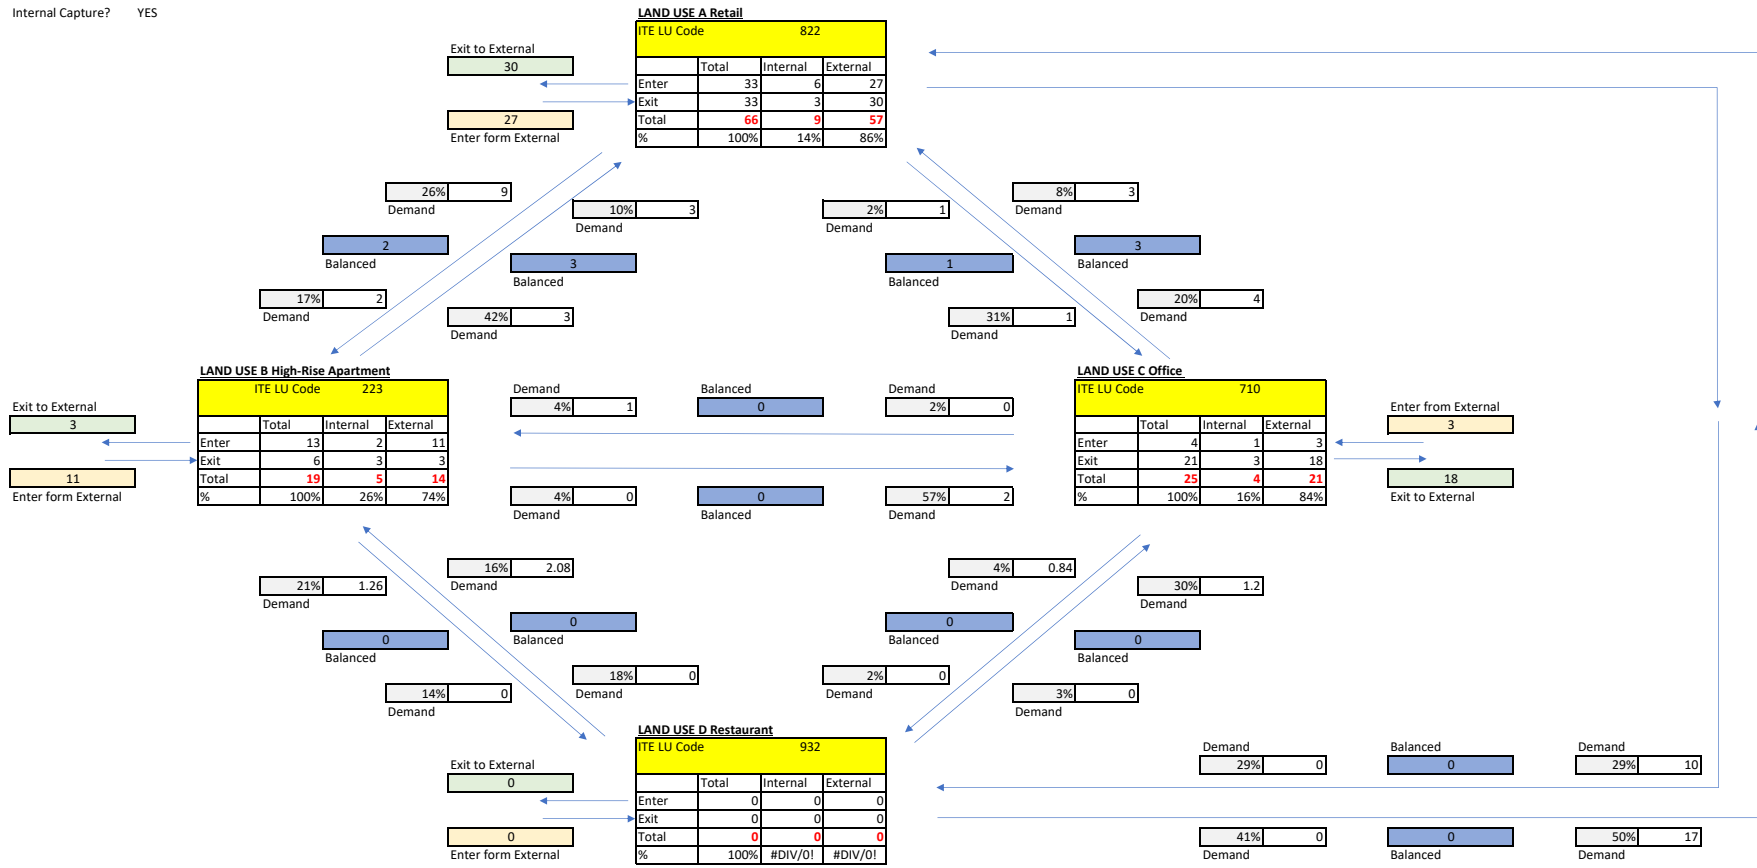 Internal Capture? YES
LAND USE A Retail
ITE LU Code 822
Exit to External
30
Total Internal External
Enter 33 6 27
Exit 33 3 30
27
Total 66 9 57
Enter form External
% 100% 14% 86%
26% 9
Demand
10% 3
Demand
2% 1
Demand
8% 3
Demand
2
Balanced
3
Balanced
1
Balanced
3
Balanced
17% 2
Demand
42% 3
Demand
31% 1
Demand
20% 4
Demand
LAND USE B High-Rise Apartment
ITE LU Code 223
Exit to External
3
Total Internal External
Enter 13 2 11
Exit 6 3 3
11
Total 19 5 14
Enter form External
% 100% 26% 74%
Demand Balanced Demand
4% 1 0 2% 0
4% 0 0 57% 2
Demand Balanced Demand
LAND USE C Office
ITE LU Code 710
Enter from External
3
Total Internal External
Enter 4 1 3
Exit 21 3 18
Total 25 4 21
18
% 100% 16% 84%
Exit to External
16% 2.08
Demand
21% 1.26
Demand
4% 0.84
Demand
30% 1.2
Demand
0
Balanced
0
Balanced
0
Balanced
0
Balanced
18% 0
Demand
14% 0
Demand
2% 0
Demand
3% 0
Demand
LAND USE D Restaurant
ITE LU Code 932
Exit to External
0
Total Internal External
Enter 0 0 0
Exit 0 0 0
0
Total 0 0 0
Enter form External
% 100% #DIV/0! #DIV/0!
Demand Balanced Demand
29% 0 0 29% 10
41% 0 0 50% 17
Demand Balanced Demand